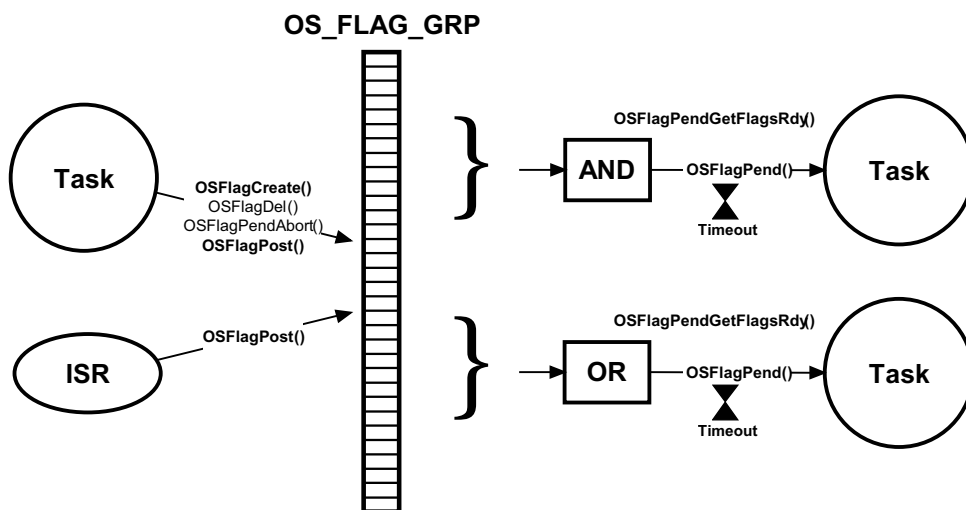 OS_FLAG_GRP
Task
OSFlagCreate()
OSFlagDel()
OSFlagPendAbort()
OSFlagPost()
OSFlagPendGetFlagsRdy()
AND
OSFlagPend()
Timeout
Task
ISR
OSFlagPost()
OSFlagPendGetFlagsRdy()
OR
OSFlagPend()
Timeout
Task